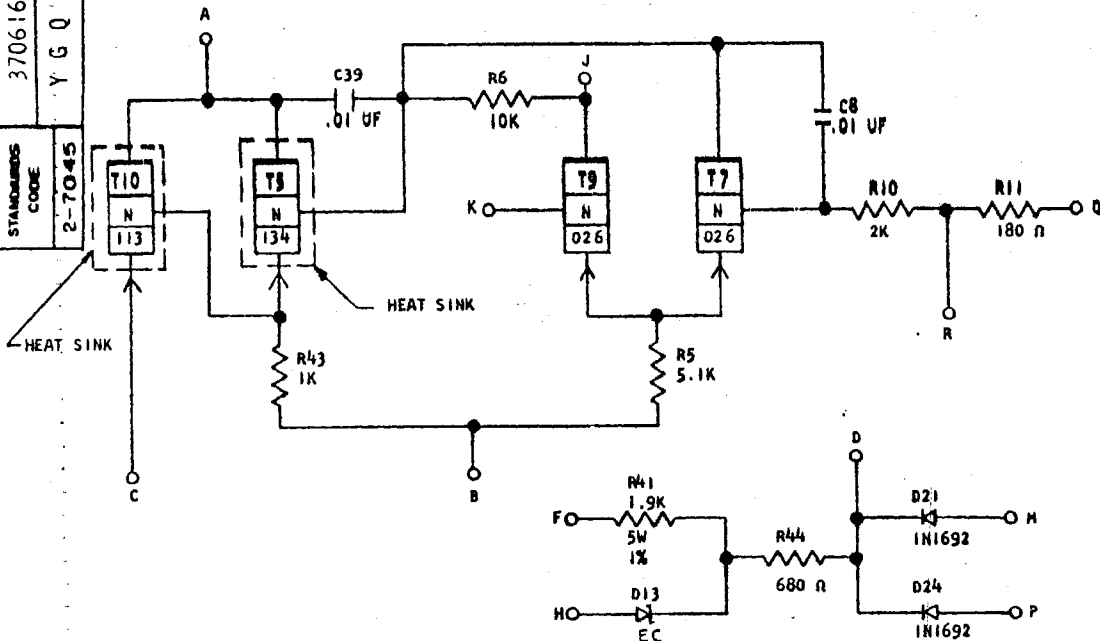 370616
Y G Q
STANDARDS
CODE
2-7045
A
C39
.01 UF
R6
10K
J
C8
.01 UF
T10
N
113
T8
N
134
K
T9
N
026
T7
N
026
R10
2K
R11
180 Ω
Q
R
HEAT SINK
HEAT SINK
R43
1K
R5
5.1K
C
B
D
R41
1.9K
F
5W
1%
R44
680 Ω
D21
M
1N1692
H
D13
EC
D24
P
1N1692